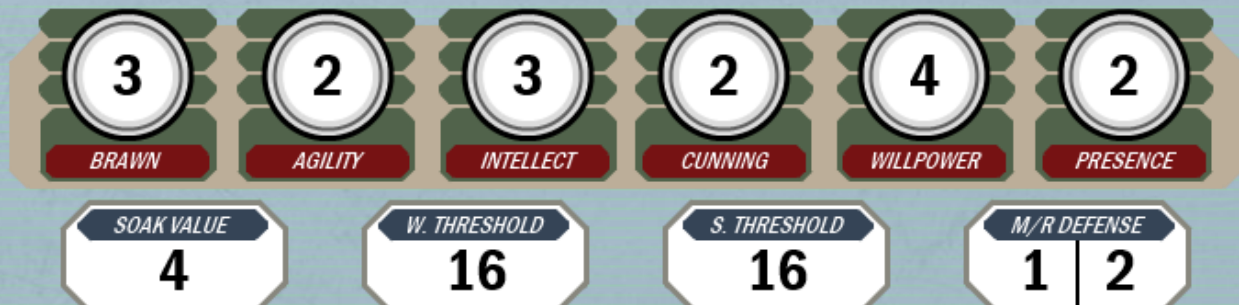 3 2 3 2 4 2
BRAWN AGILITY INTELLECT CUNNING WILLPOWER PRESENCE
SOAK VALUE W. THRESHOLD S. THRESHOLD M/R DEFENSE
4 16 16 1 2